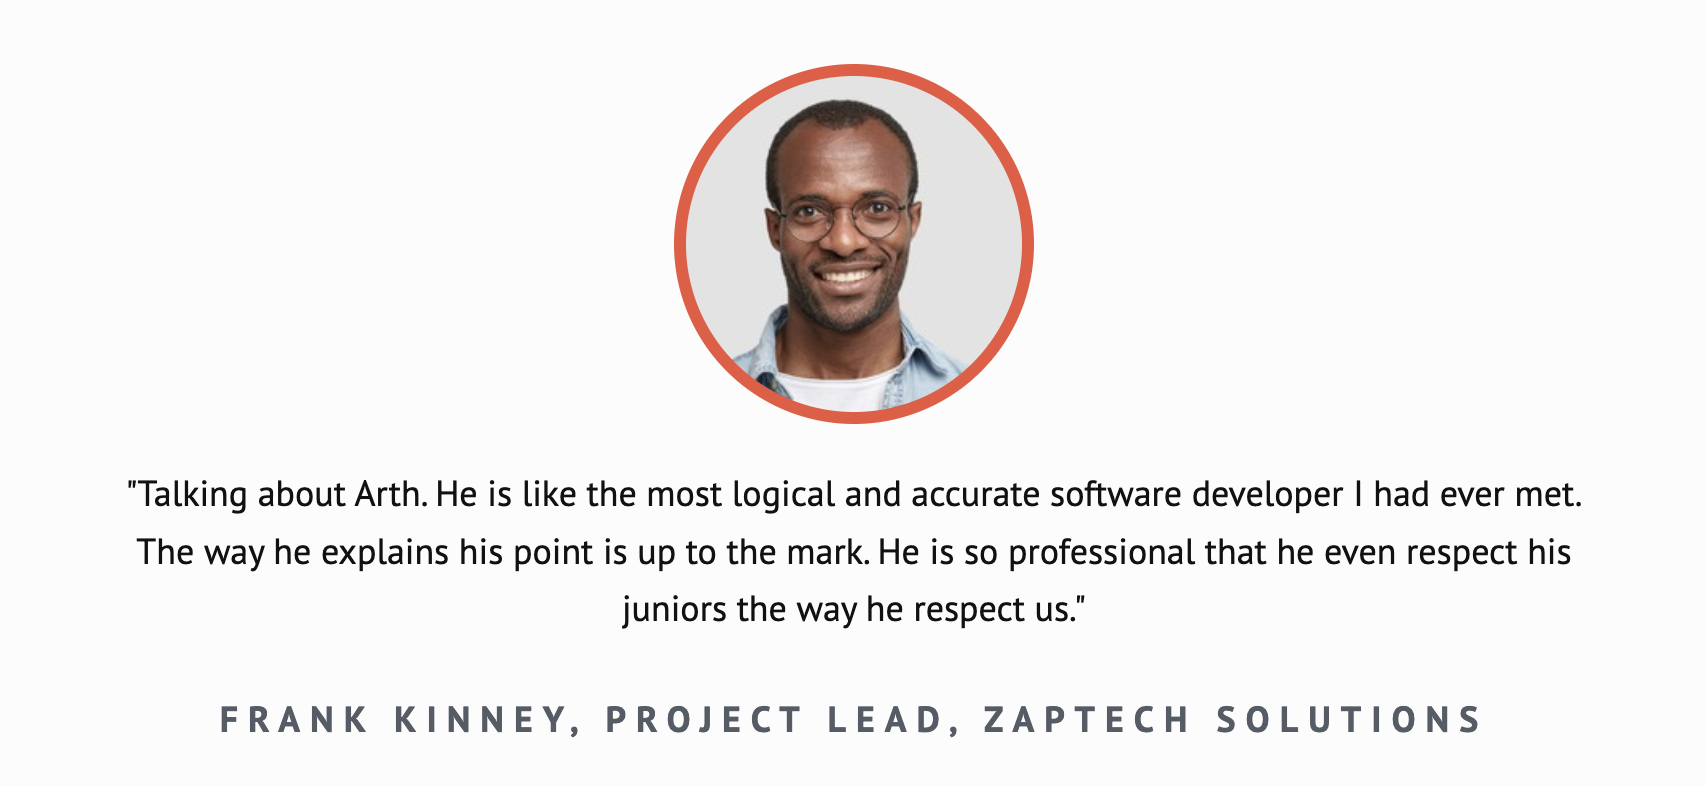 "Talking about Arth. He is like the most logical and accurate software developer I had ever met.
The way he explains his point is up to the mark. He is so professional that he even respect his
juniors the way he respect us."
FRANK KINNEY, PROJECT LEAD, ZAPTECH SOLUTIONS